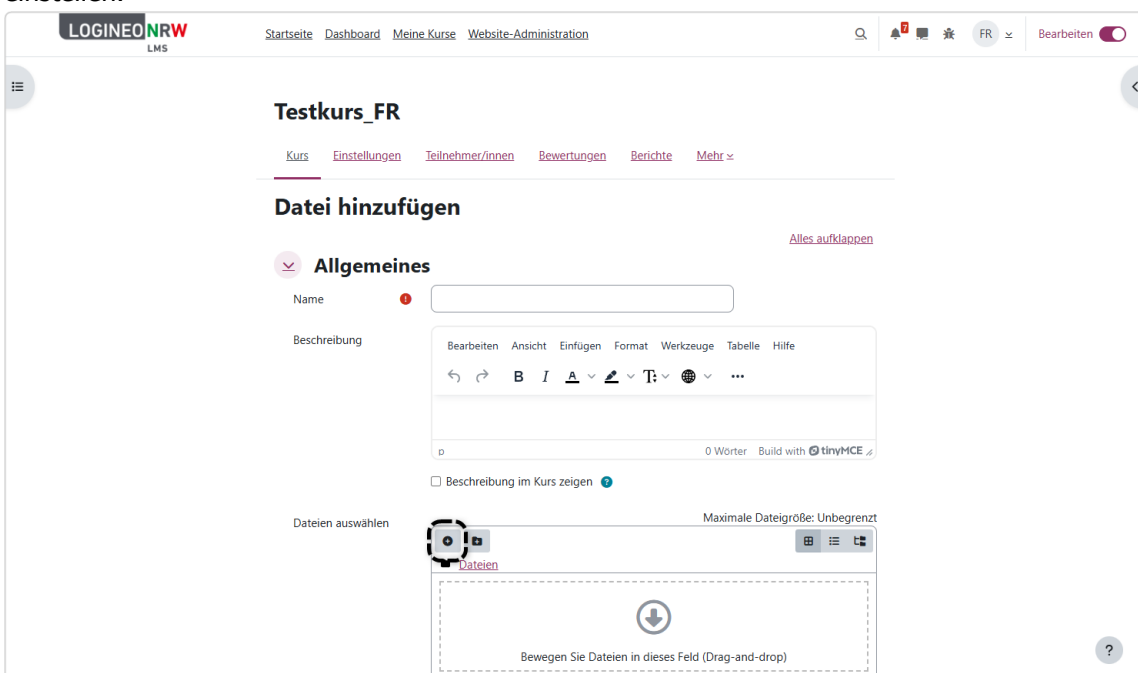 einstellen.
LOGINEO NRW
LMS
Startseite Dashboard Meine Kurse Website-Administration
7
FR
Bearbeiten
Testkurs_FR
Kurs Einstellungen Teilnehmer/innen Bewertungen Berichte Mehr
Datei hinzufügen
Alles aufklappen
Allgemeines
Name
Beschreibung
Bearbeiten Ansicht Einfügen Format Werkzeuge Tabelle Hilfe
B I A T:
p 0 Wörter Build with tinyMCE
Beschreibung im Kurs zeigen ?
Maximale Dateigröße: Unbegrenzt
Dateien auswählen
Dateien
Bewegen Sie Dateien in dieses Feld (Drag-and-drop)
?